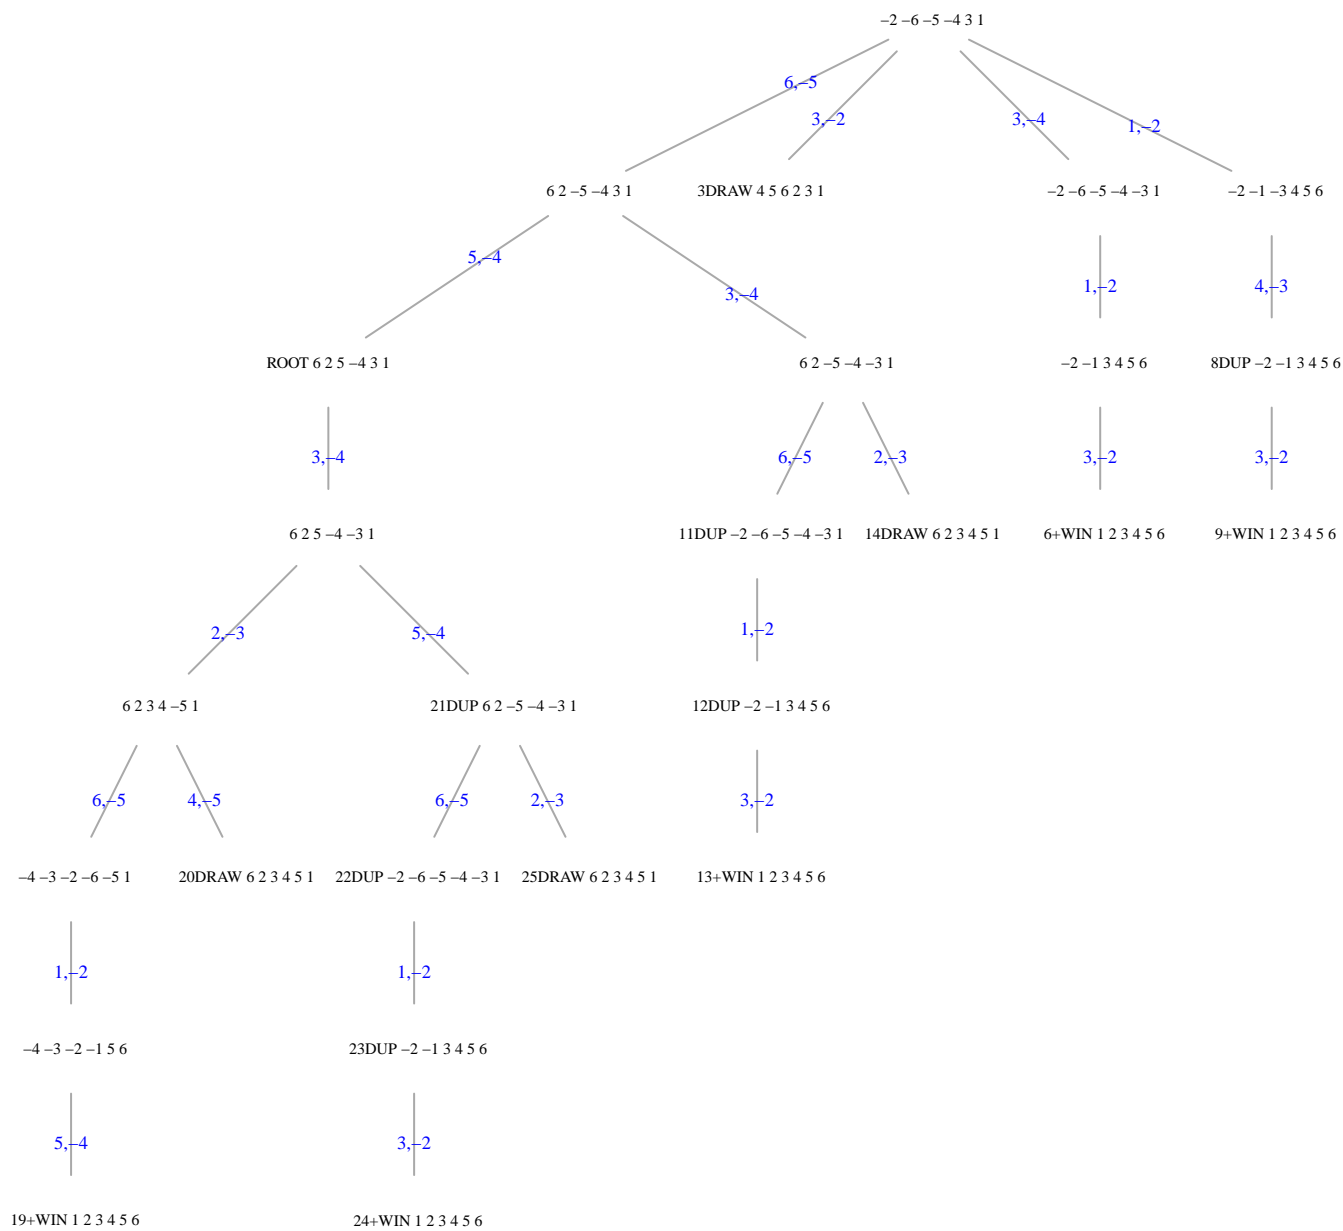 −2 −6 −5 −4 3 1
6,−5
3,−2
3,−4
1,−2
6 2 −5 −4 3 1
3DRAW 4 5 6 2 3 1
−2 −6 −5 −4 −3 1
−2 −1 −3 4 5 6
5,−4
3,−4
1,−2
4,−3
ROOT 6 2 5 −4 3 1
6 2 −5 −4 −3 1
−2 −1 3 4 5 6
8DUP −2 −1 3 4 5 6
3,−4
6,−5
2,−3
3,−2
3,−2
6 2 5 −4 −3 1
11DUP −2 −6 −5 −4 −3 1
14DRAW 6 2 3 4 5 1
6+WIN 1 2 3 4 5 6
9+WIN 1 2 3 4 5 6
2,−3
5,−4
1,−2
6 2 3 4 −5 1
21DUP 6 2 −5 −4 −3 1
12DUP −2 −1 3 4 5 6
6,−5
4,−5
6,−5
2,−3
3,−2
−4 −3 −2 −6 −5 1
20DRAW 6 2 3 4 5 1
22DUP −2 −6 −5 −4 −3 1
25DRAW 6 2 3 4 5 1
13+WIN 1 2 3 4 5 6
1,−2
1,−2
−4 −3 −2 −1 5 6
23DUP −2 −1 3 4 5 6
5,−4
3,−2
19+WIN 1 2 3 4 5 6
24+WIN 1 2 3 4 5 6